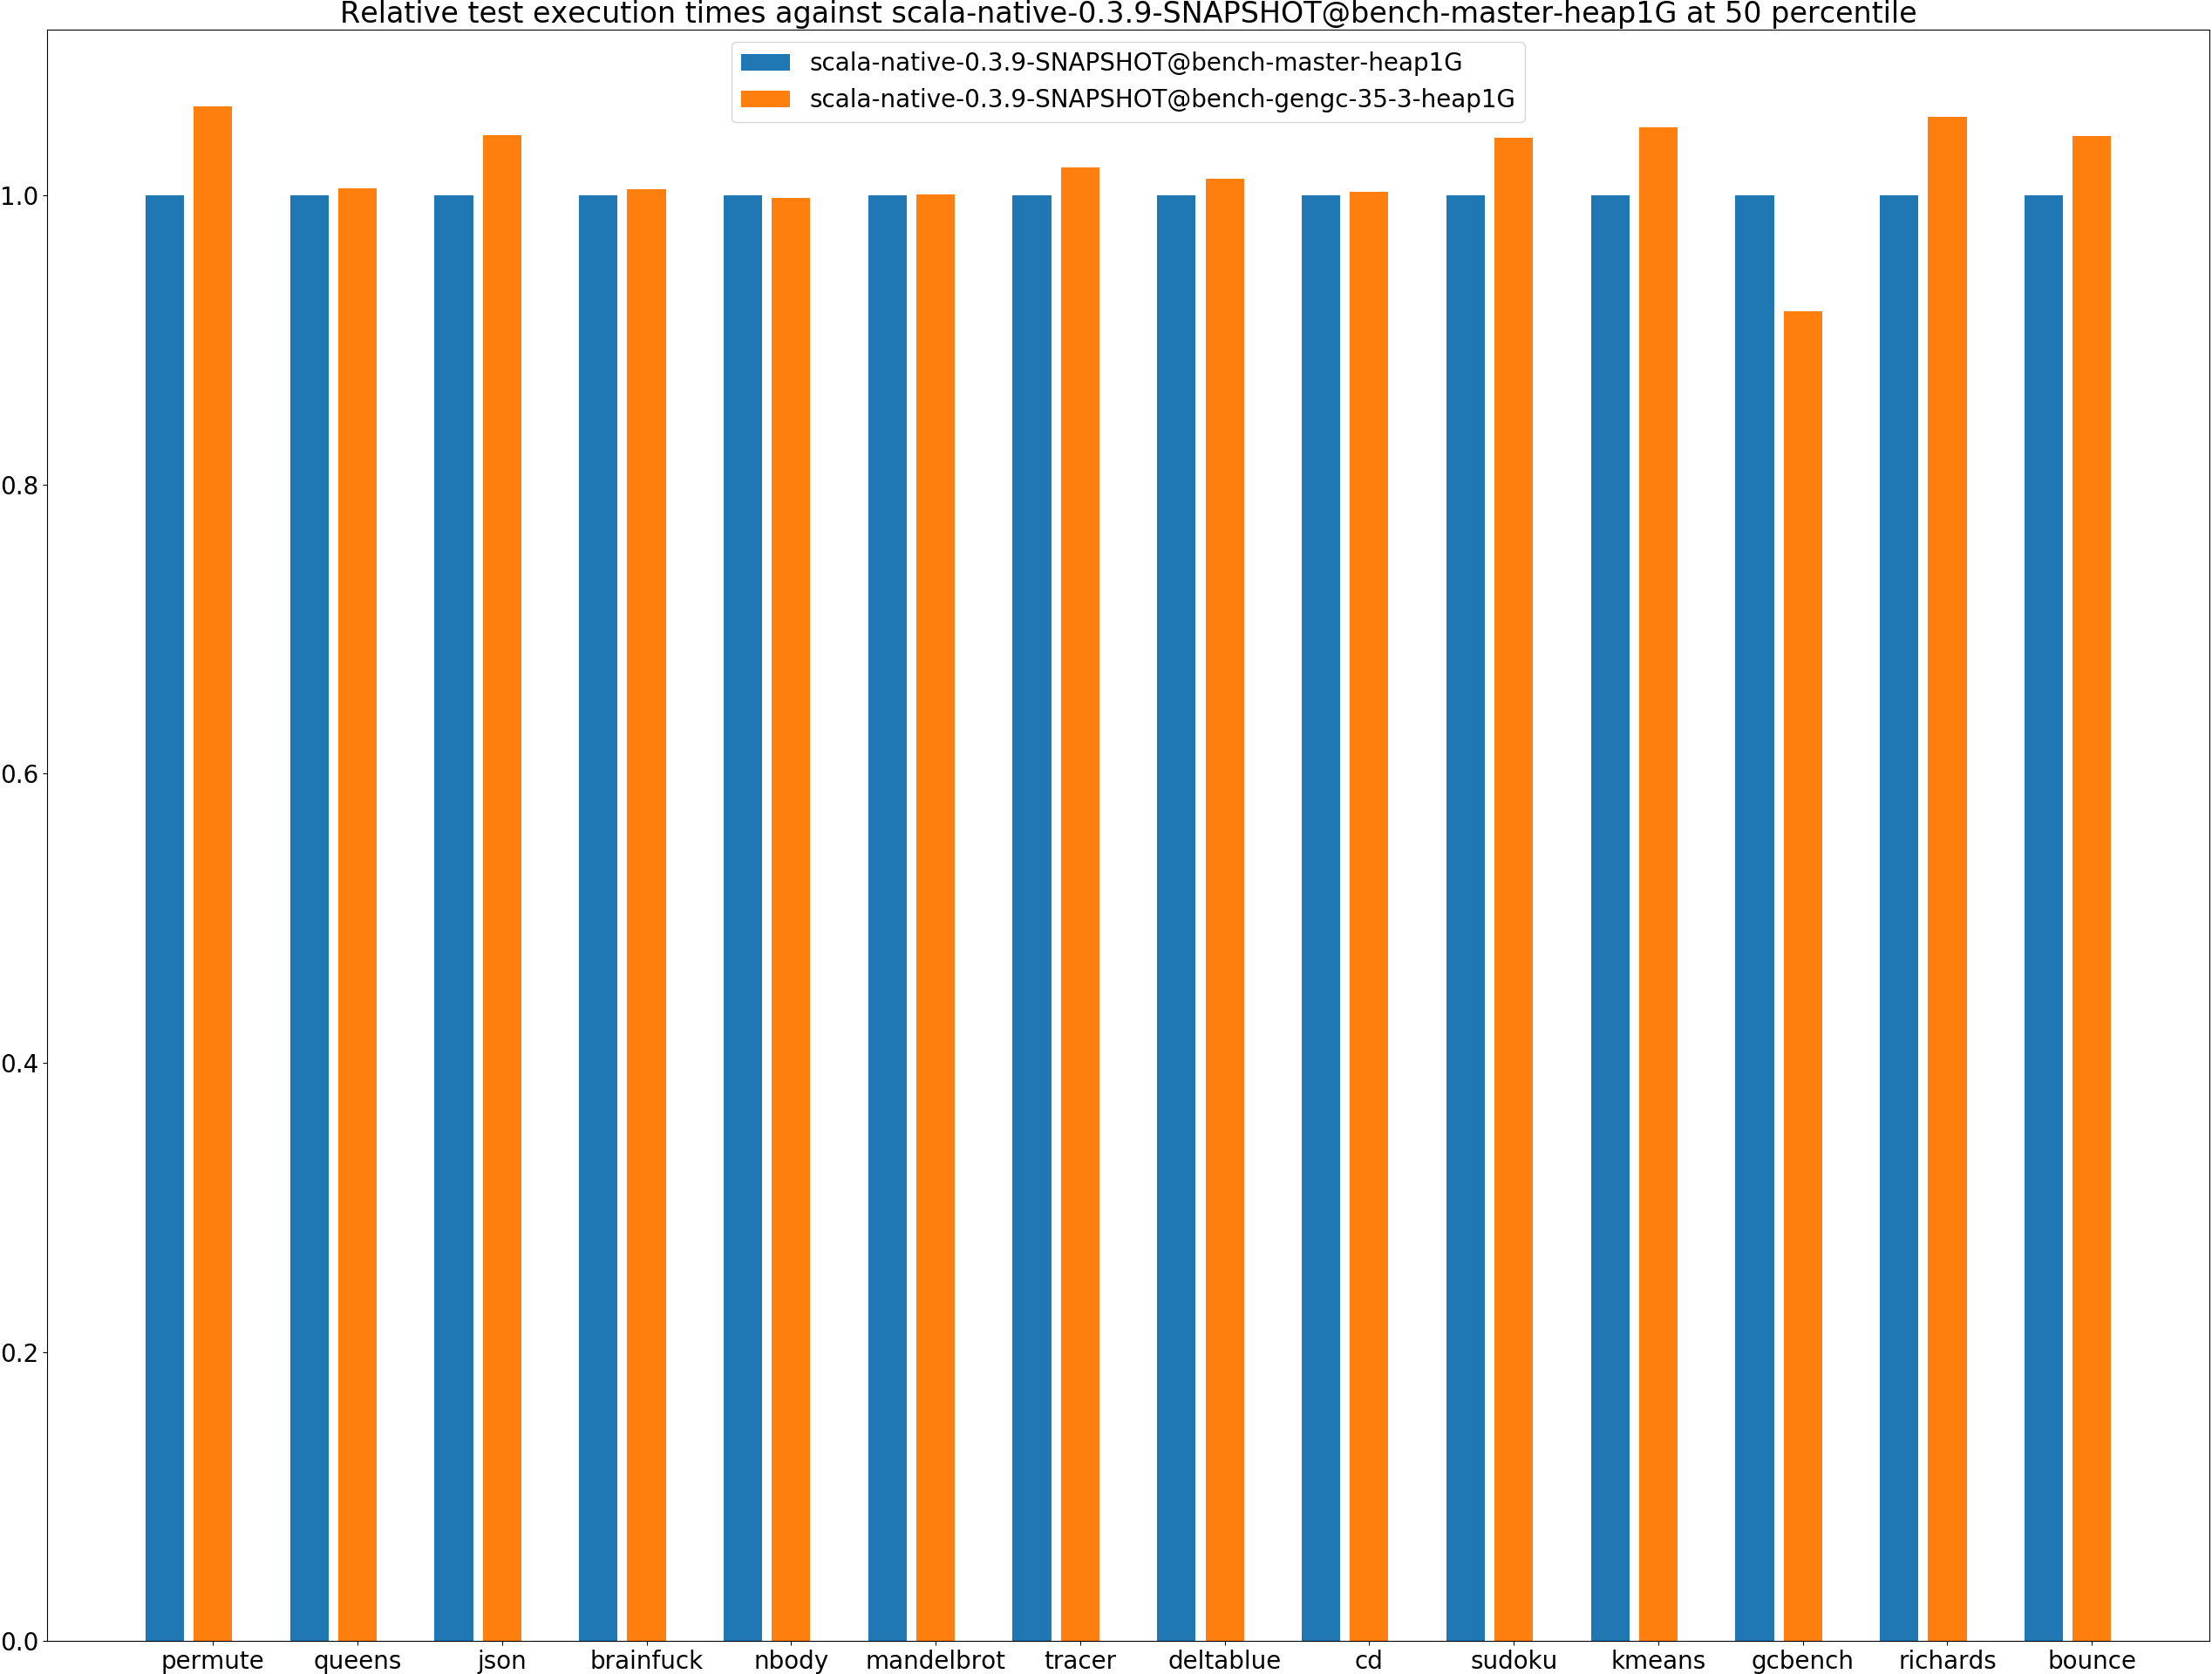 Relative test execution times against scala-native-0.3.9-SNAPSHOT@bench-master-heap1G at 50 percentile
scala-native-0.3.9-SNAPSHOT@bench-master-heap1G
scala-native-0.3.9-SNAPSHOT@bench-gengc-35-3-heap1G
1.0
0.8
0.6
0.4
0.2
0.0
permute queens json brainfuck nbody mandelbrot tracer deltablue cd sudoku kmeans gcbench richards bounce